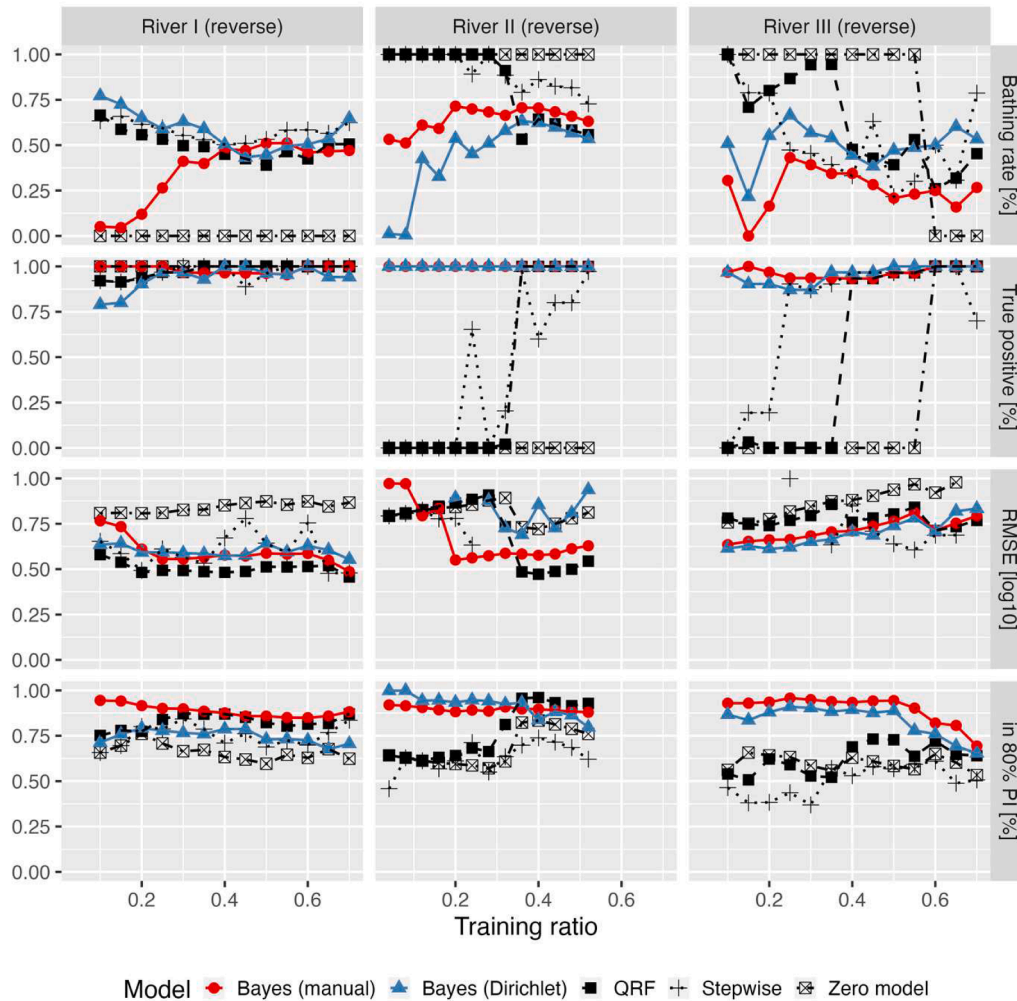 River I (reverse)
River II (reverse)
River III (reverse)
1.00
0.75
0.50
0.25
0.00
Bathing rate [%]
1.00
0.75
0.50
0.25
0.00
True positive [%]
1.00
0.75
0.50
0.25
0.00
RMSE [log10]
1.00
0.75
0.50
0.25
0.00
in 80% PI [%]
0.2 0.4 0.6 0.2 0.4 0.6 0.2 0.4 0.6
Training ratio
Model Bayes (manual) Bayes (Dirichlet) QRF Stepwise Zero model